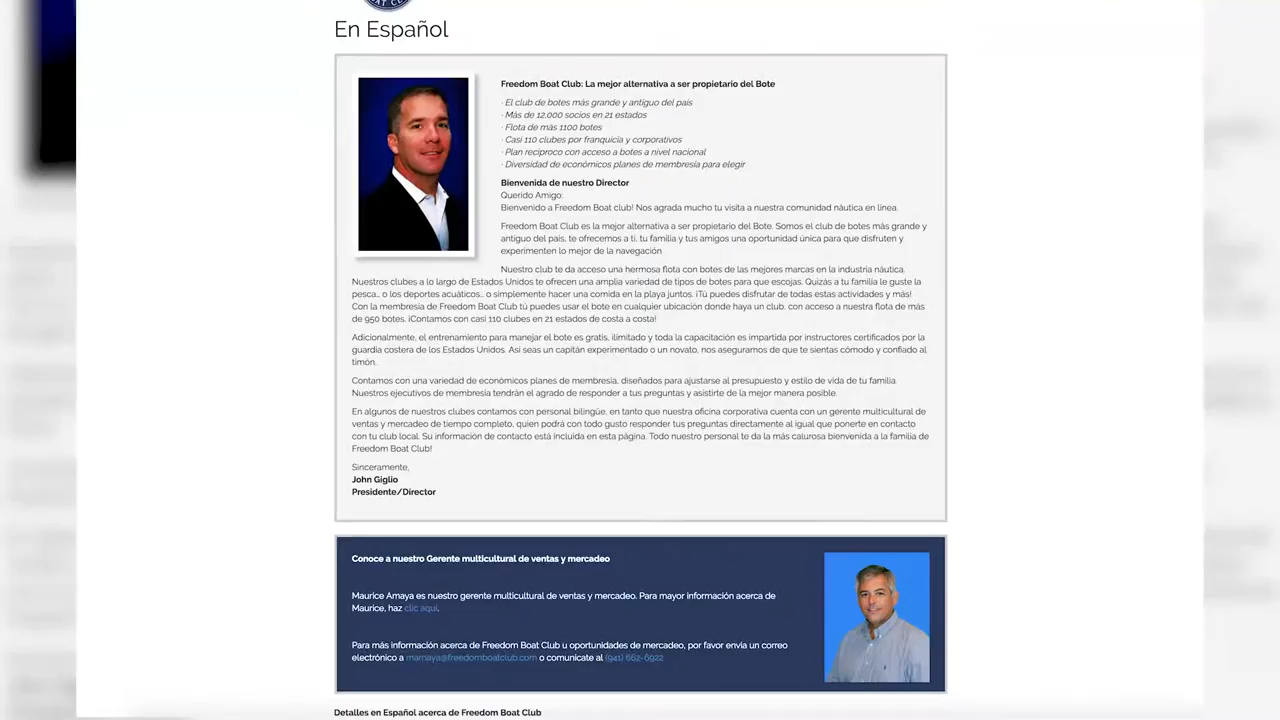 BOAT CLUB
En Español
Freedom Boat Club: La mejor alternativa a ser propietario del Bote
· El club de botes más grande y antiguo del país
· Más de 12,000 socios en 21 estados
· Flota de más 1100 botes
· Casi 110 clubes por franquicia y corporativos
· Plan recíproco con acceso a botes a nivel nacional
· Diversidad de económicos planes de membresía para elegir
Bienvenida de nuestro Director
Querido Amigo:
Bienvenido a Freedom Boat club! Nos agrada mucho tu visita a nuestra comunidad náutica en línea.
Freedom Boat Club es la mejor alternativa a ser propietario del Bote. Somos el club de botes más grande y
antiguo del país, te ofrecemos a ti, tu familia y tus amigos una oportunidad única para que disfruten y
experimenten lo mejor de la navegación
Nuestro club te da acceso una hermosa flota con botes de las mejores marcas en la industria náutica.
Nuestros clubes a lo largo de Estados Unidos te ofrecen una amplia variedad de tipos de botes para que escojas. Quizás a tu familia le guste la
pesca… o los deportes acuáticos… o simplemente hacer una comida en la playa juntos. ¡Tú puedes disfrutar de todas estas actividades y más!
Con la membresía de Freedom Boat Club tú puedes usar el bote en cualquier ubicación donde haya un club, con acceso a nuestra flota de más
de 950 botes. ¡Contamos con casi 110 clubes en 21 estados de costa a costa!
Adicionalmente, el entrenamiento para manejar el bote es gratis, ilimitado y toda la capacitación es impartida por instructores certificados por la
guardia costera de los Estados Unidos. Así seas un capitán experimentado o un novato, nos aseguramos de que te sientas cómodo y confiado al
timón.
Contamos con una variedad de económicos planes de membresía, diseñados para ajustarse al presupuesto y estilo de vida de tu familia.
Nuestros ejecutivos de membresía tendrán el agrado de responder a tus preguntas y asistirte de la mejor manera posible.
En algunos de nuestros clubes contamos con personal bilingüe, en tanto que nuestra oficina corporativa cuenta con un gerente multicultural de
ventas y mercadeo de tiempo completo, quien podrá con todo gusto responder tus preguntas directamente al igual que ponerte en contacto
con tu club local. Su información de contacto está incluida en esta página. Todo nuestro personal te da la más calurosa bienvenida a la familia de
Freedom Boat Club!
Sinceramente,
John Giglio
Presidente/Director
Conoce a nuestro Gerente multicultural de ventas y mercadeo
Maurice Amaya es nuestro gerente multicultural de ventas y mercadeo. Para mayor información acerca de
Maurice, haz clic aquí.
Para más información acerca de Freedom Boat Club u oportunidades de mercadeo, por favor envía un correo
electrónico a mamaya@freedomboatclub.com o comunícate al (941) 662-6922
Detalles en Español acerca de Freedom Boat Club